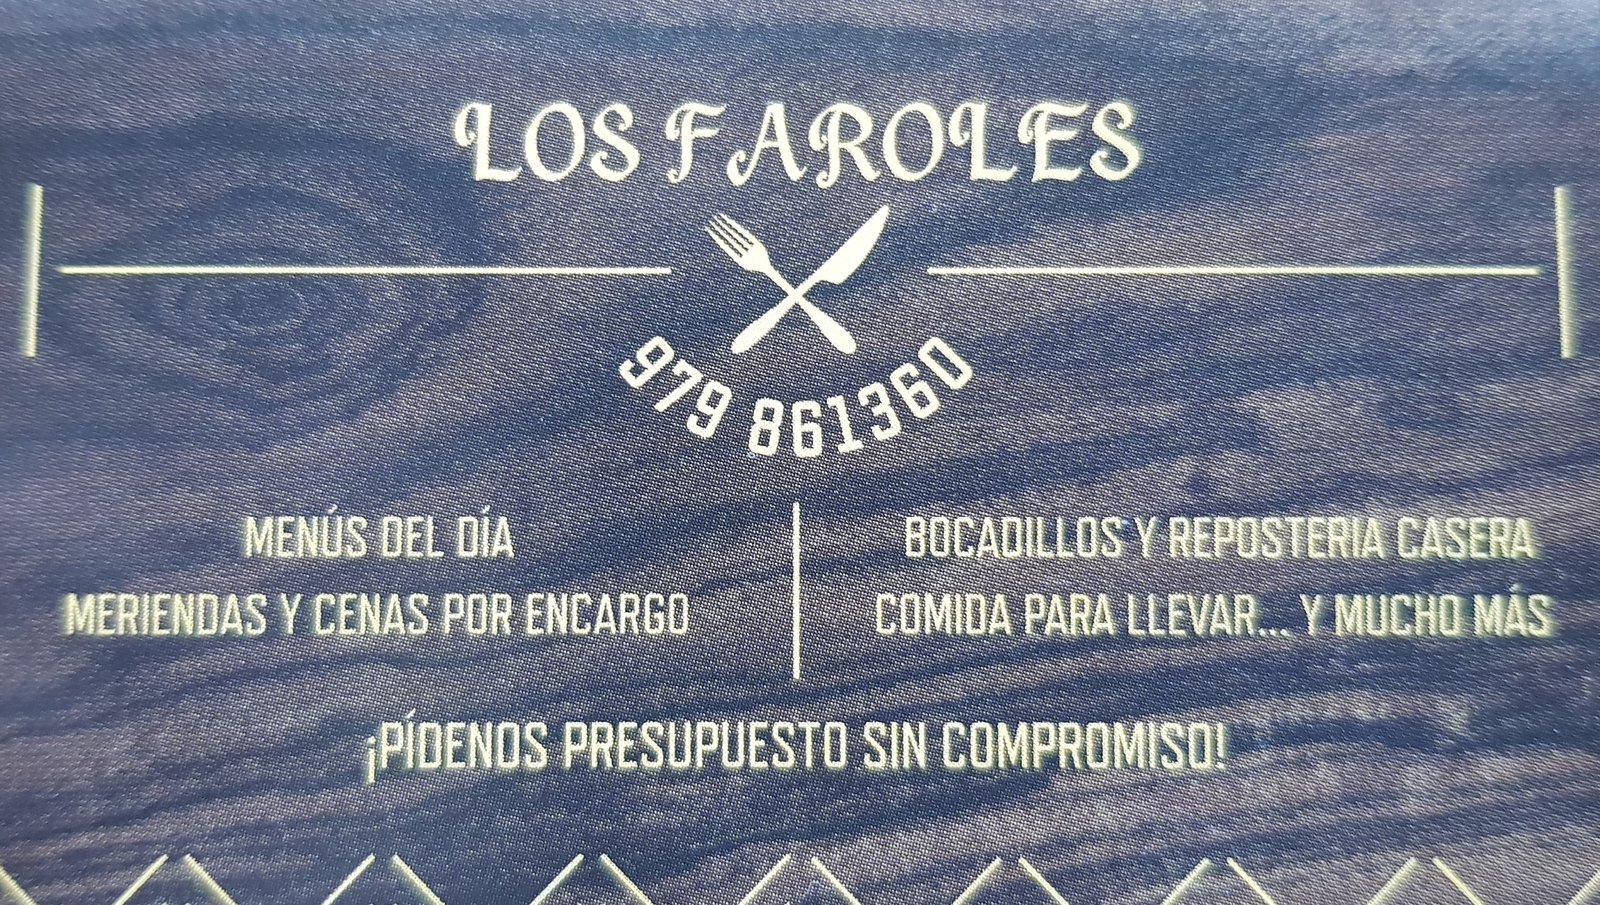 LOS FAROLES
979 861360
MENÚS DEL DÍA
MERIENDAS Y CENAS POR ENCARGO
BOCADILLOS Y REPOSTERIA CASERA
COMIDA PARA LLEVAR... Y MUCHO MÁS
¡PÍDENOS PRESUPUESTO SIN COMPROMISO!